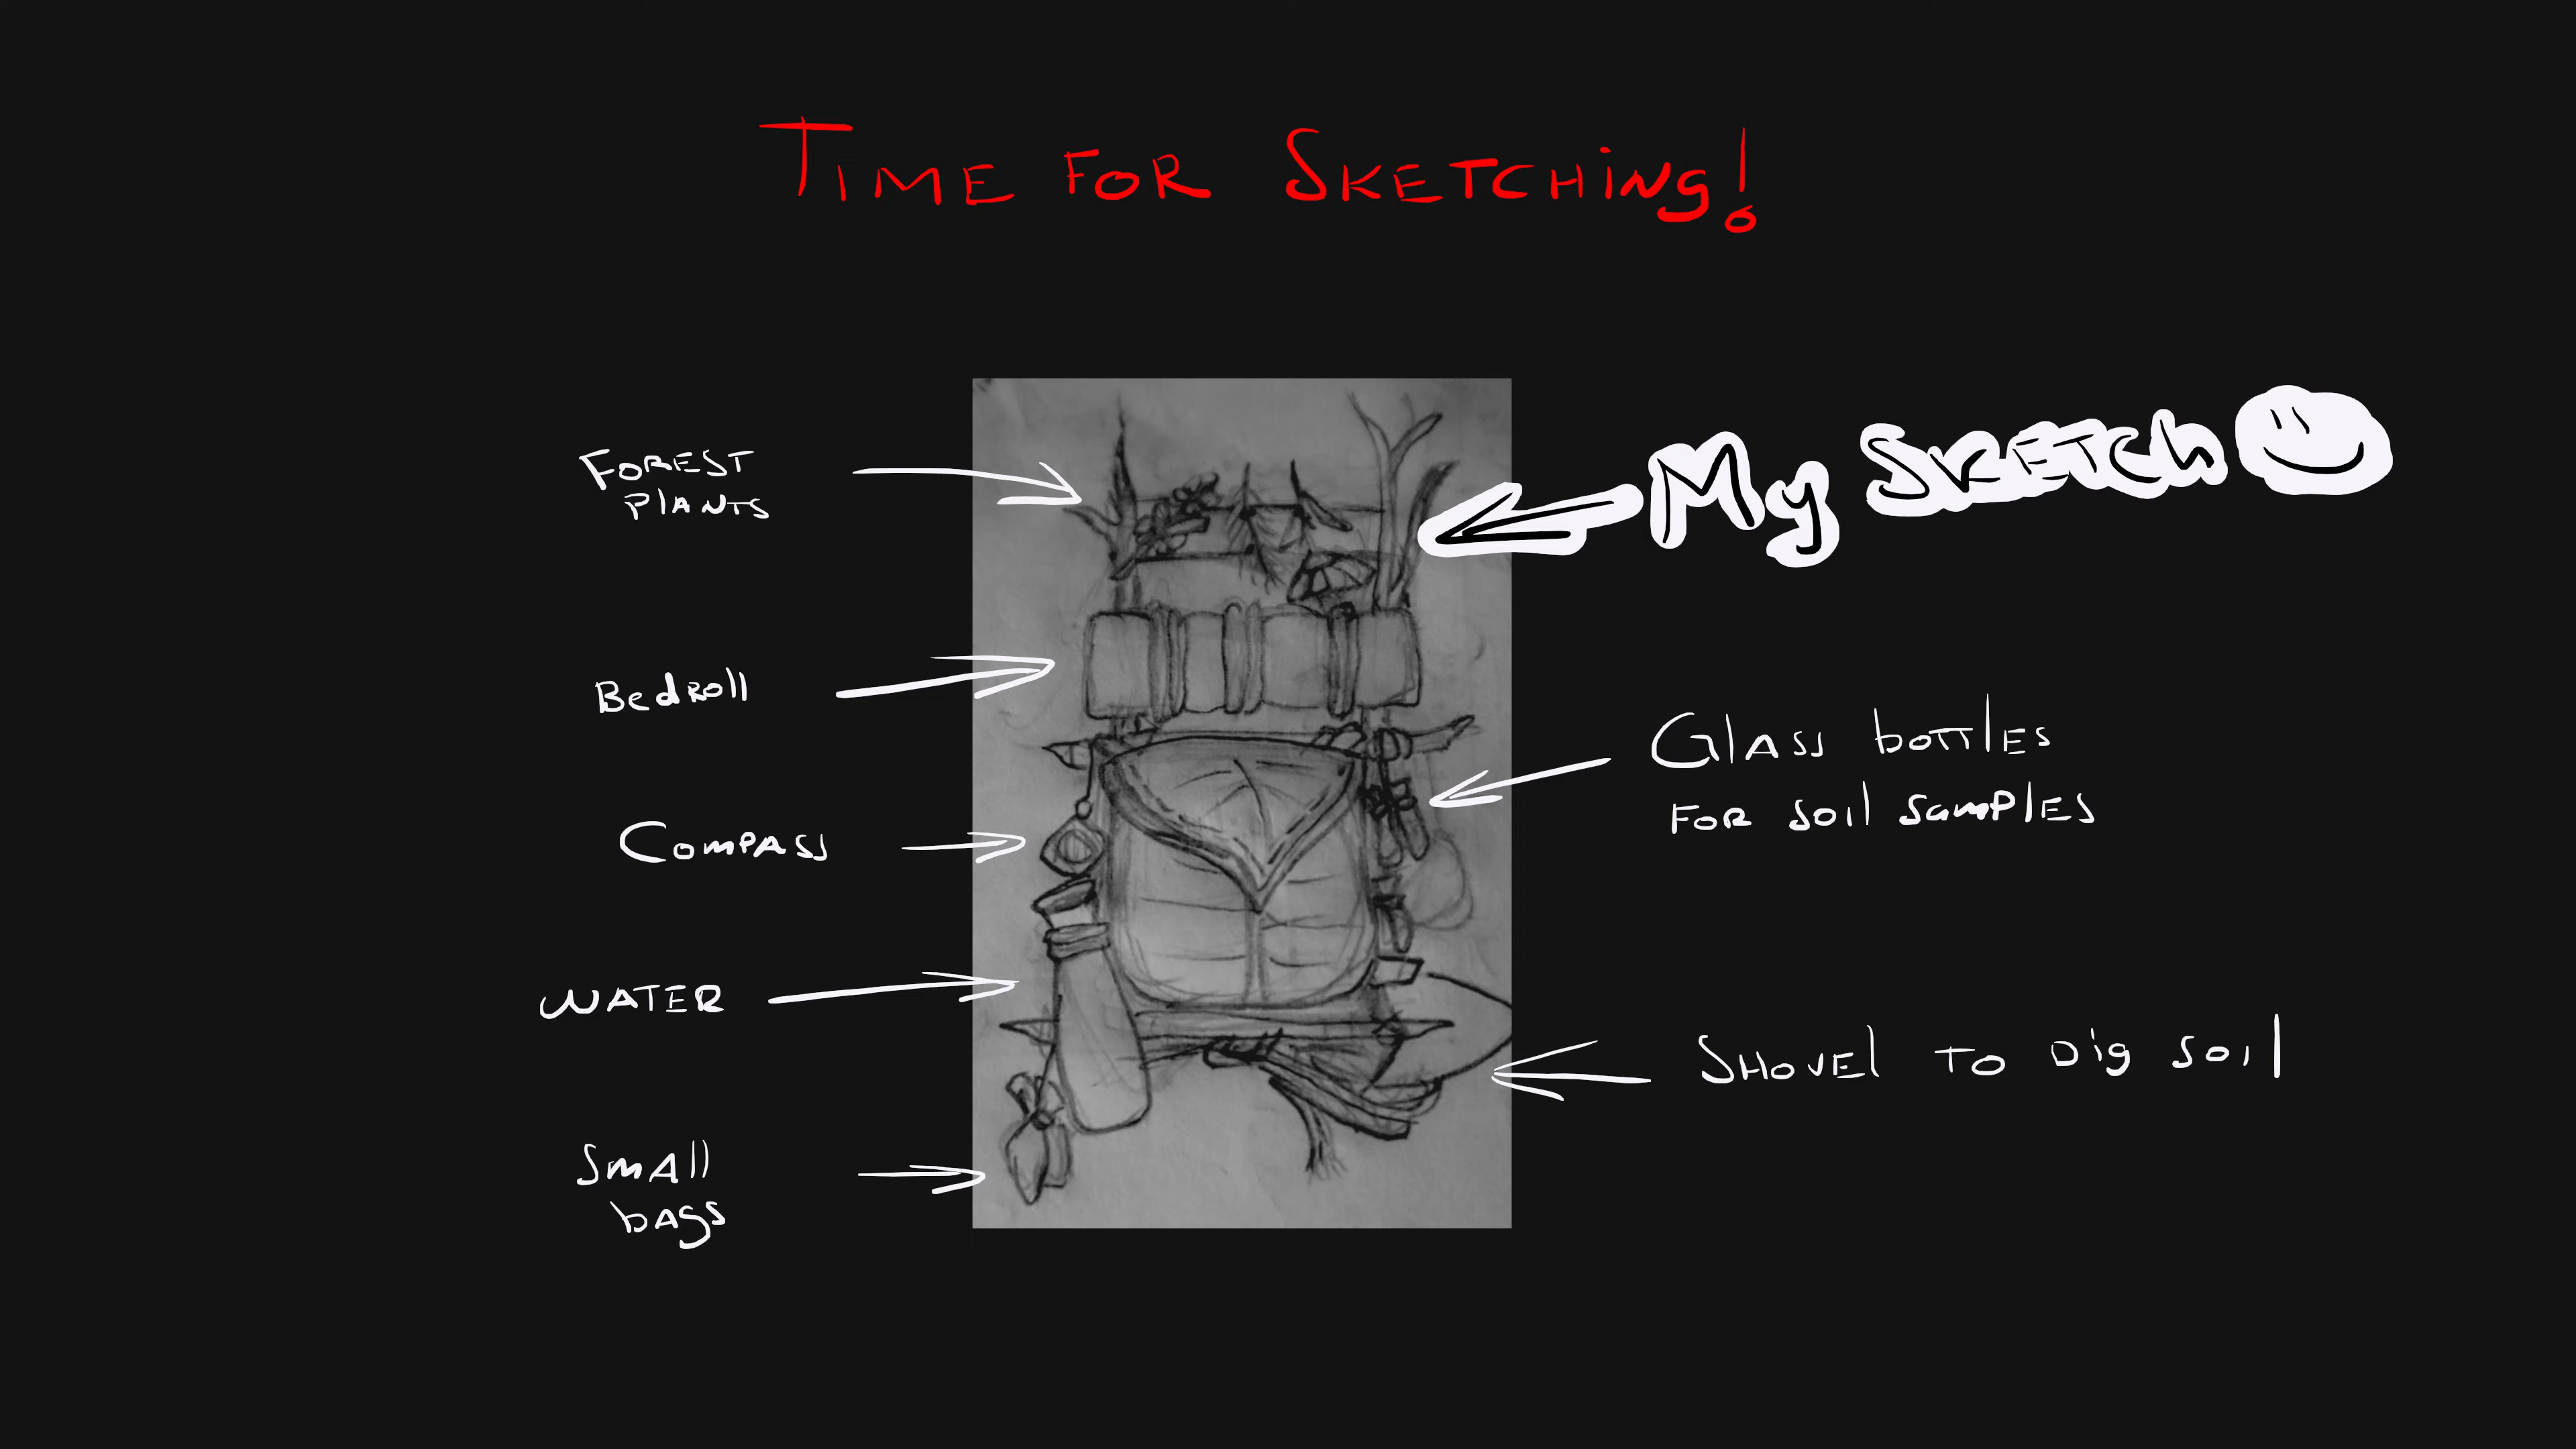 Time for Sketching!
My Sketch
Forest
plants
Bedroll
Glass bottles
for soil samples
Compass
Water
Shovel to dig soil
Small
bags